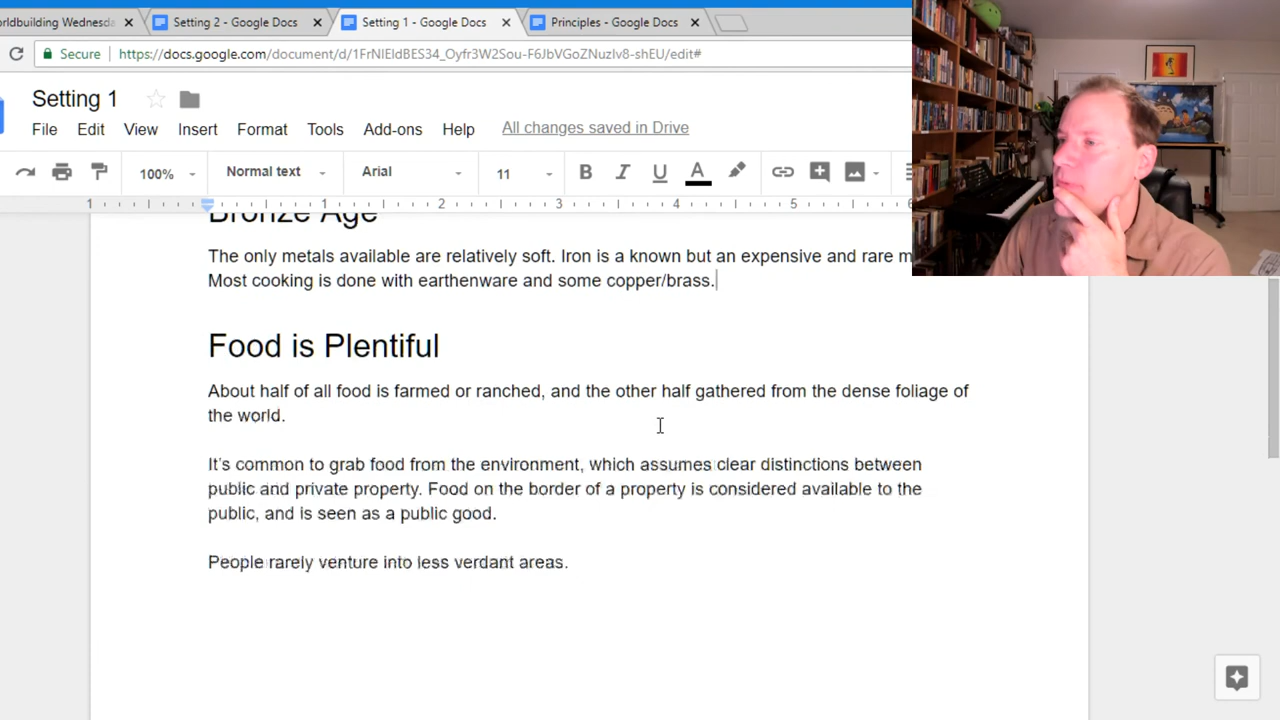 Worldbuilding Wednesda
Setting 2 - Google Docs
Setting 1 - Google Docs
Principles - Google Docs
Secure
https://docs.google.com/document/d/1FrNlEldBES34_Oyfr3W2Sou-F6JbVGoZNuzlv8-shEU/edit#
Setting 1
File Edit View Insert Format Tools Add-ons Help All changes saved in Drive
100% Normal text Arial 11 B I U A
1 1 2 3 4 5
Bronze Age
The only metals available are relatively soft. Iron is a known but an expensive and rare m
Most cooking is done with earthenware and some copper/brass.
Food is Plentiful
About half of all food is farmed or ranched, and the other half gathered from the dense foliage of
the world.
It's common to grab food from the environment, which assumes clear distinctions between
public and private property. Food on the border of a property is considered available to the
public, and is seen as a public good.
People rarely venture into less verdant areas.